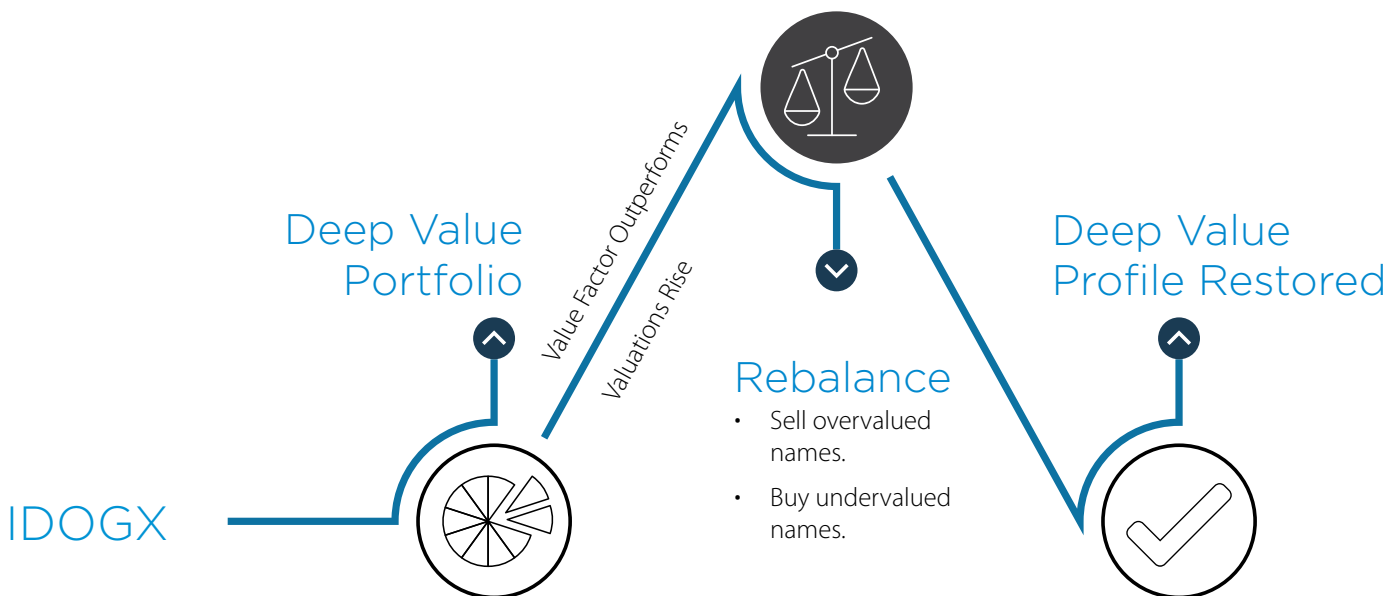 IDOGX
Deep Value
Portfolio
Value Factor Outperforms
Valuations Rise
Rebalance
• Sell overvalued
names.
• Buy undervalued
names.
Deep Value
Profile Restored